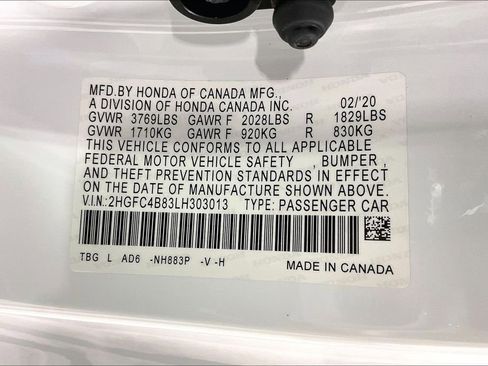 MFD.BY HONDA OF CANADA MFG.,
A DIVISION OF HONDA CANADA INC. 02/'20
GVWR 3769LBS GAWR F 2028LBS R 1829LBS
GVWR 1710KG GAWR F 920KG R 830KG
THIS VEHICLE CONFORMS TO ALL APPLICABLE
FEDERAL MOTOR VEHICLE SAFETY , BUMPER ,
AND THEFT PREVENTION STANDARDS IN EFFECT
ON THE DATE OF MANUFACTURE SHOWN ABOVE.
V.I.N: 2HGFC4B83LH303013 TYPE: PASSENGER CAR
TBG L AD6 -NH883P -V -H
MADE IN CANADA